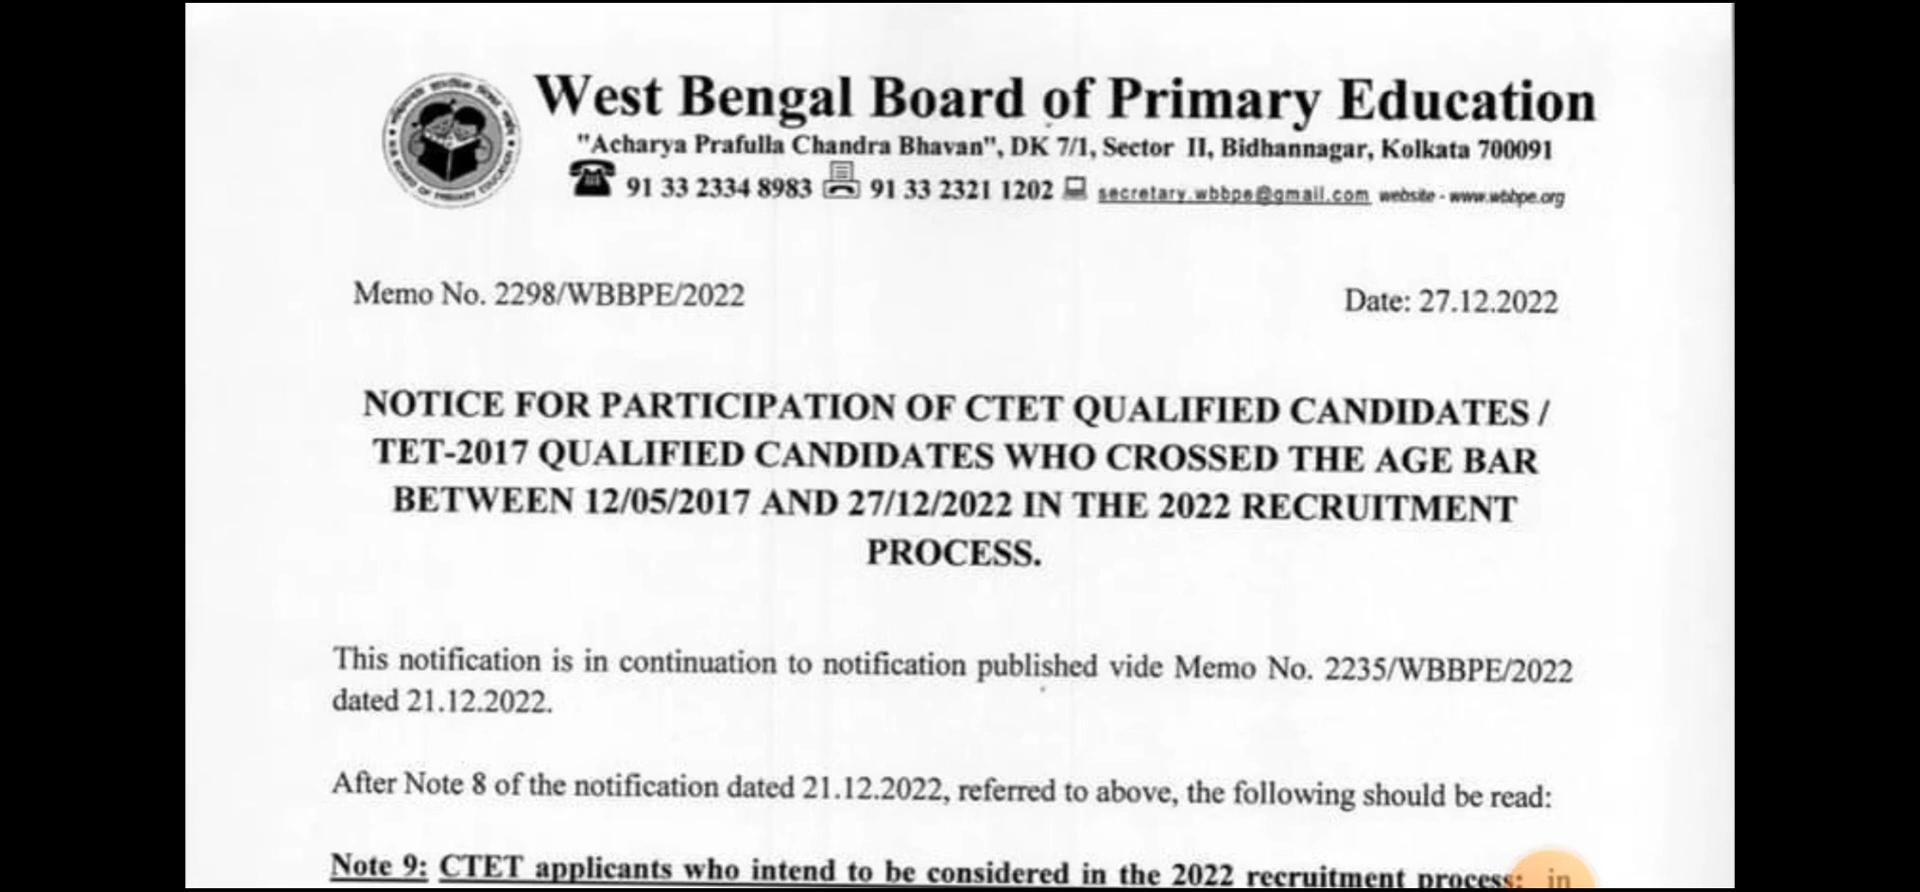 West Bengal Board of Primary Education
"Acharya Prafulla Chandra Bhavan", DK 7/1, Sector II, Bidhannagar, Kolkata 700091
91 33 2334 8983 91 33 2321 1202 secretary.wbbpe@gmail.com website - www.wbbpe.org
Memo No. 2298/WBBPE/2022 Date: 27.12.2022
NOTICE FOR PARTICIPATION OF CTET QUALIFIED CANDIDATES /
TET-2017 QUALIFIED CANDIDATES WHO CROSSED THE AGE BAR
BETWEEN 12/05/2017 AND 27/12/2022 IN THE 2022 RECRUITMENT
PROCESS.
This notification is in continuation to notification published vide Memo No. 2235/WBBPE/2022
dated 21.12.2022.
After Note 8 of the notification dated 21.12.2022, referred to above, the following should be read:
Note 9: CTET applicants who intend to be considered in the 2022 recruitment process: in